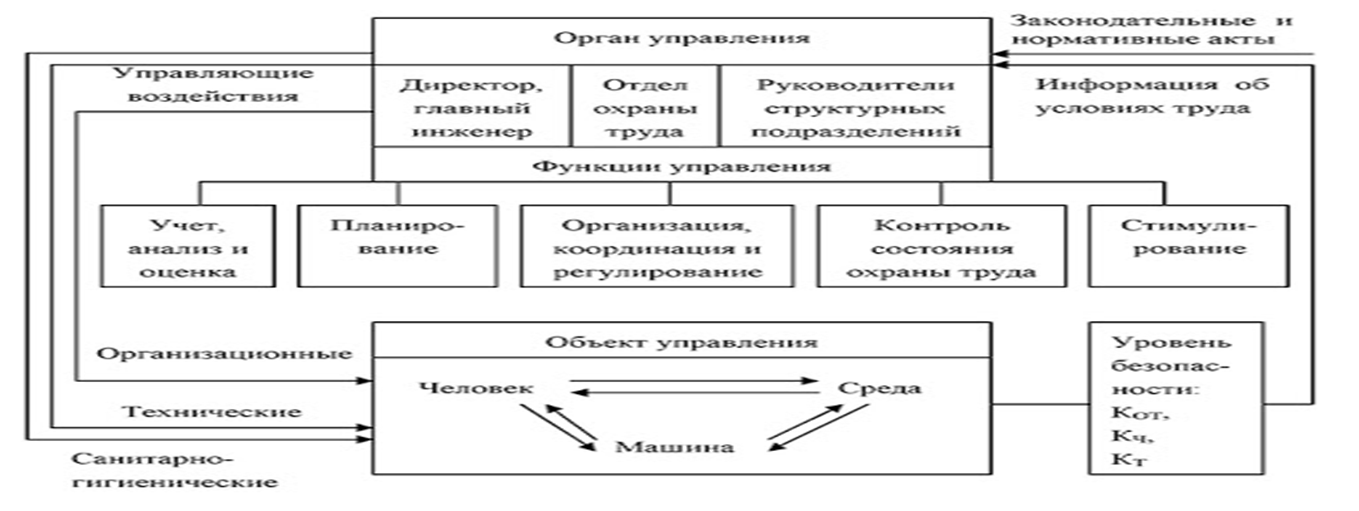 Орган управления
Законодательные и
нормативные акты
Управляющие
воздействия
Директор,
главный
инженер
Отдел
охраны
труда
Руководители
структурных
подразделений
Информация об
условиях труда
Функции управления
Учет,
анализ и
оценка
Планиро-
вание
Организация,
координация и
регулирование
Контроль
состояния
охраны труда
Стимули-
рование
Объект управления
Организационные
Технические
Санитарно-
гигиенические
Человек
Среда
Машина
Уровень
безопас-
ности:
Кот,
Кч,
Кт